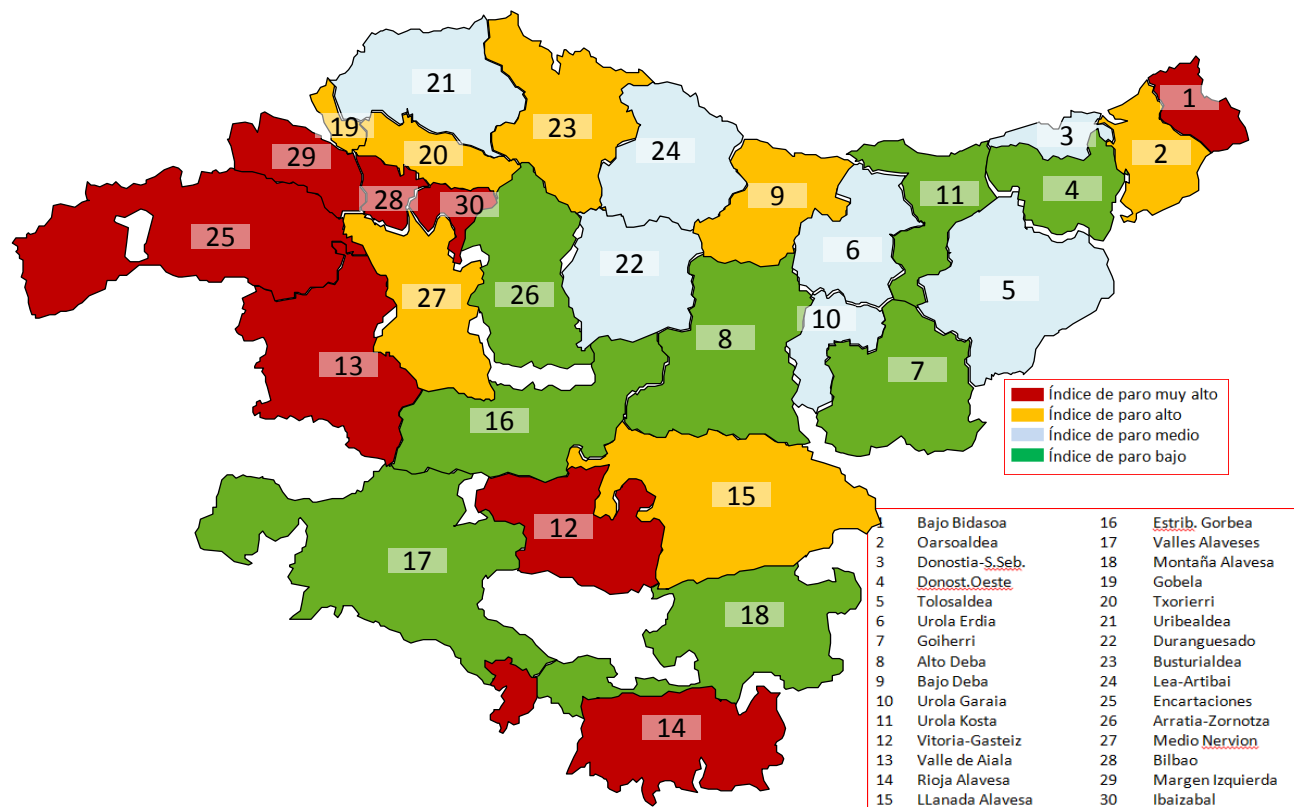 21
1
19
23
3
20
24
2
29
4
9
11
28
30
25
6
22
5
26
27
10
8
13
7
16
Índice de paro muy alto
Índice de paro alto
Índice de paro medio
Índice de paro bajo
15
12
17
18
14
1 Bajo Bidasoa 16 Estrib. Gorbea
2 Oarsoaldea 17 Valles Alaveses
3 Donostia-S.Seb. 18 Montaña Alavesa
4 Donost.Oeste 19 Gobela
5 Tolosaldea 20 Txorierri
6 Urola Erdia 21 Uribealdea
7 Goiherri 22 Duranguesado
8 Alto Deba 23 Busturialdea
9 Bajo Deba 24 Lea-Artibai
10 Urola Garaia 25 Encartaciones
11 Urola Kosta 26 Arratia-Zornotza
12 Vitoria-Gasteiz 27 Medio Nervion
13 Valle de Aiala 28 Bilbao
14 Rioja Alavesa 29 Margen Izquierda
15 LLanada Alavesa 30 Ibaizabal